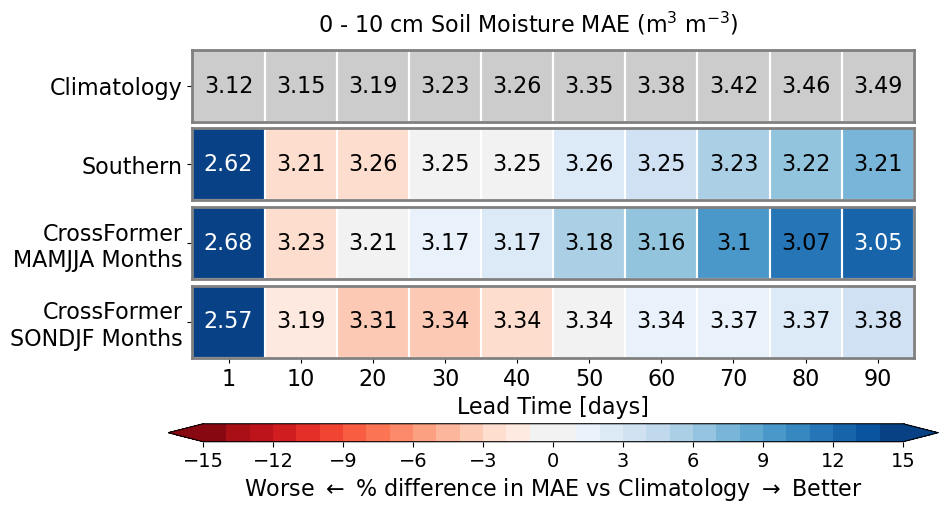 0 - 10 cm Soil Moisture MAE (m³ m⁻³)
Climatology 3.12 3.15 3.19 3.23 3.26 3.35 3.38 3.42 3.46 3.49
Southern 2.62 3.21 3.26 3.25 3.25 3.26 3.25 3.23 3.22 3.21
CrossFormer
MAMJJA Months 2.68 3.23 3.21 3.17 3.17 3.18 3.16 3.1 3.07 3.05
CrossFormer
SONDJF Months 2.57 3.19 3.31 3.34 3.34 3.34 3.34 3.37 3.37 3.38
1 10 20 30 40 50 60 70 80 90
Lead Time [days]
−15 −12 −9 −6 −3 0 3 6 9 12 15
Worse ← % difference in MAE vs Climatology → Better